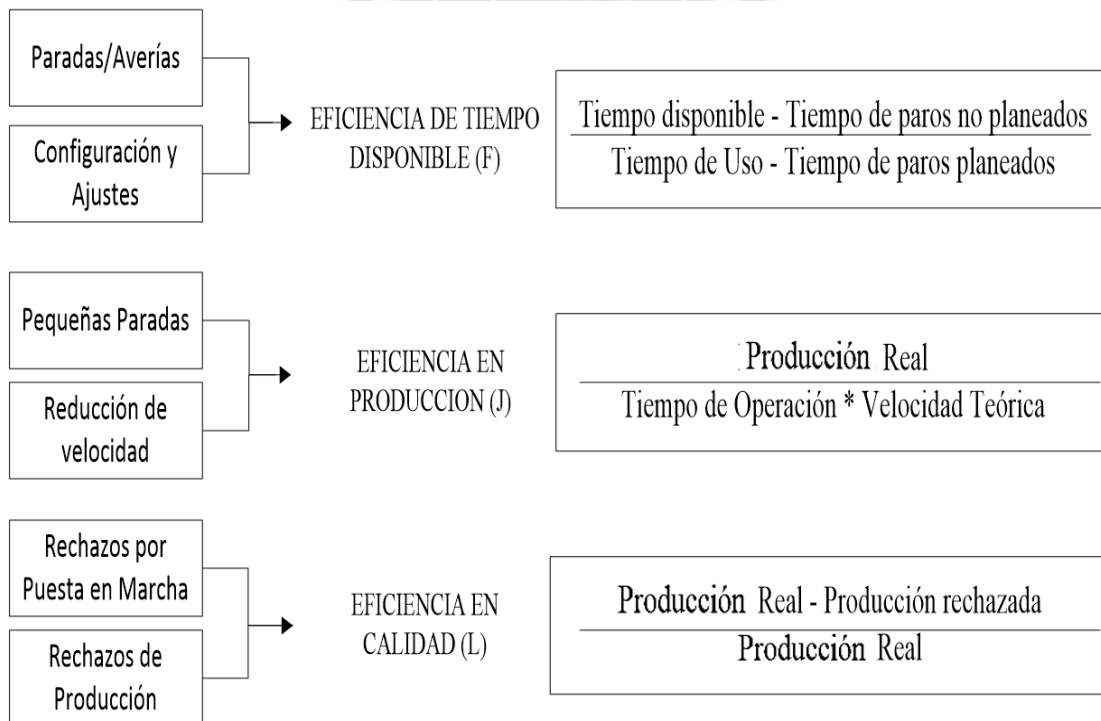 Paradas/Averías
Configuración y
Ajustes
EFICIENCIA DE TIEMPO
DISPONIBLE (F)
Tiempo disponible - Tiempo de paros no planeados
Tiempo de Uso - Tiempo de paros planeados
Pequeñas Paradas
Reducción de
velocidad
EFICIENCIA EN
PRODUCCION (J)
Producción Real
Tiempo de Operación * Velocidad Teórica
Rechazos por
Puesta en Marcha
Rechazos de
Producción
EFICIENCIA EN
CALIDAD (L)
Producción Real - Producción rechazada
Producción Real